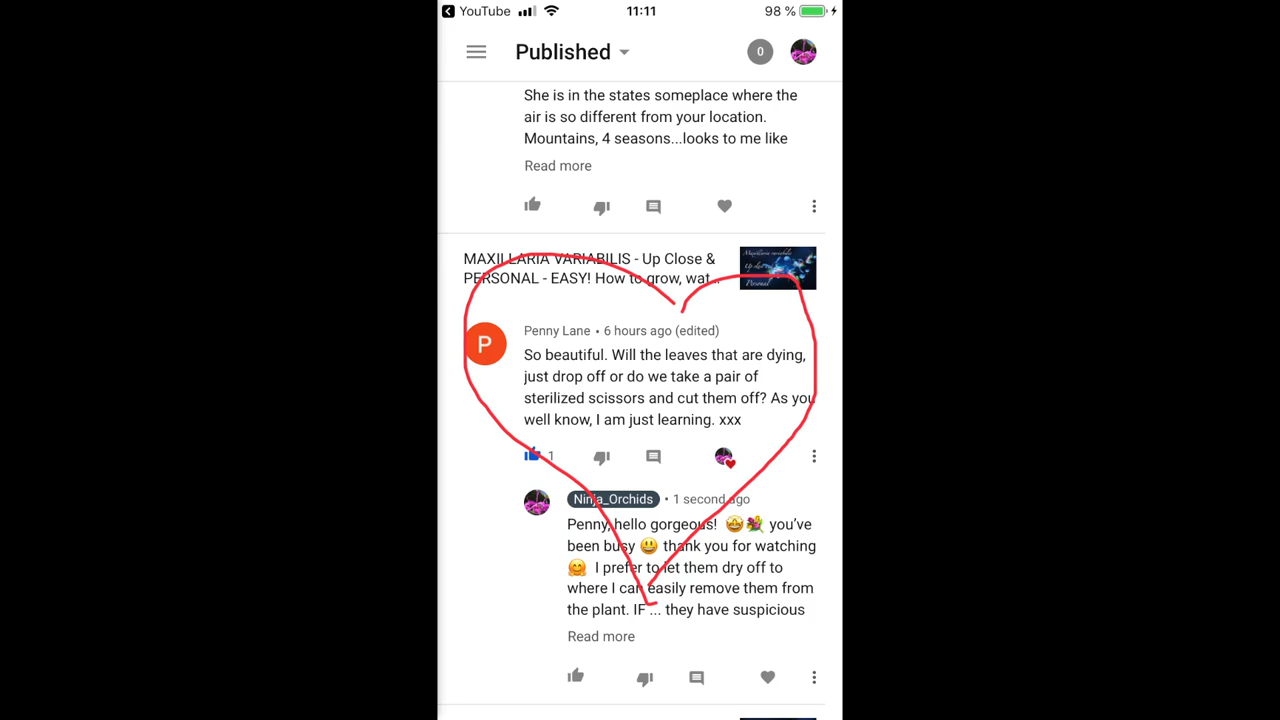 YouTube 11:11 98 %
Published 0
She is in the states someplace where the
air is so different from your location.
Mountains, 4 seasons...looks to me like
Read more
MAXILLARIA VARIABILIS - Up Close &
PERSONAL - EASY! How to grow, wat...
Maxillaria variabilis
Up close &
Personal
Penny Lane • 6 hours ago (edited)
P
So beautiful. Will the leaves that are dying,
just drop off or do we take a pair of
sterilized scissors and cut them off? As you
well know, I am just learning. xxx
1
Ninja_Orchids • 1 second ago
Penny, hello gorgeous! 🤩💐 you’ve
been busy 😃 thank you for watching
🤗 I prefer to let them dry off to
where I can easily remove them from
the plant. IF ... they have suspicious
Read more